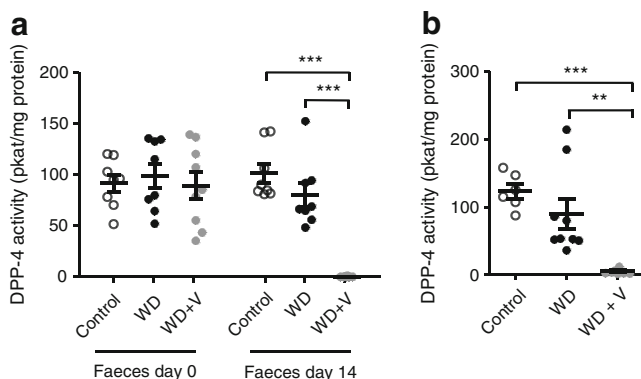 a
DPP-4 activity (pkat/mg protein)
200
150
100
50
0
***
***
Control
WD
WD+V
Control
WD
WD+V
Faeces day 0
Faeces day 14
b
DPP-4 activity (pkat/mg protein)
300
200
100
0
***
**
Control
WD
WD + V